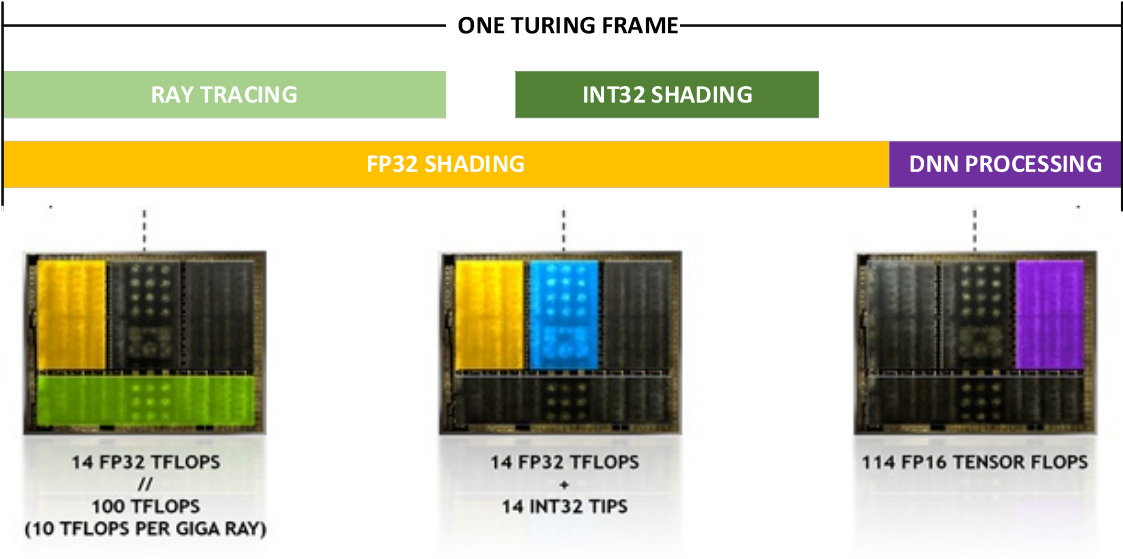 ONE TURING FRAME
RAY TRACING
INT32 SHADING
FP32 SHADING
DNN PROCESSING
14 FP32 TFLOPS
//
100 TFLOPS
(10 TFLOPS PER GIGA RAY)
14 FP32 TFLOPS
+
14 INT32 TIPS
114 FP16 TENSOR FLOPS